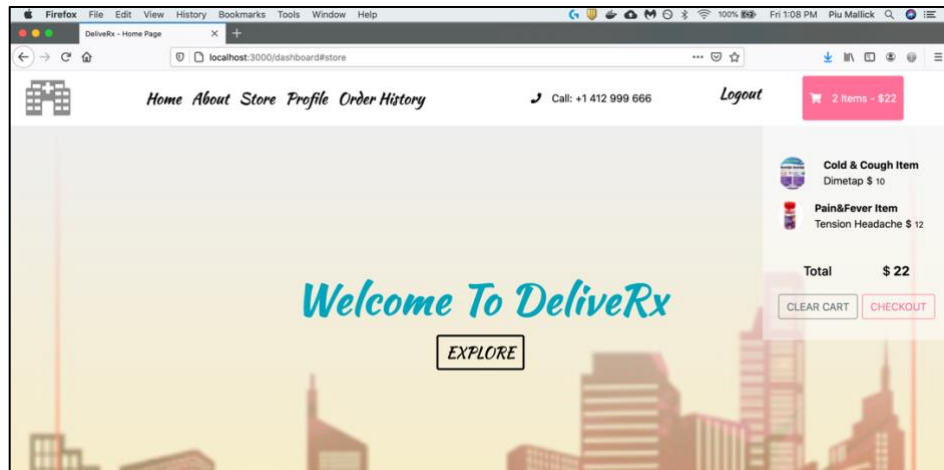 Firefox File Edit View History Bookmarks Tools Window Help 100% Fri 1:08 PM Piu Mallick
DeliveRx - Home Page
localhost:3000/dashboard#store
Home About Store Profile Order History Call: +1 412 999 666 Logout 2 Items - $22
Cold & Cough Item
Dimetap $ 10
Pain&Fever Item
Tension Headache $ 12
Total $ 22
CLEAR CART CHECKOUT
Welcome To DeliveRx
EXPLORE